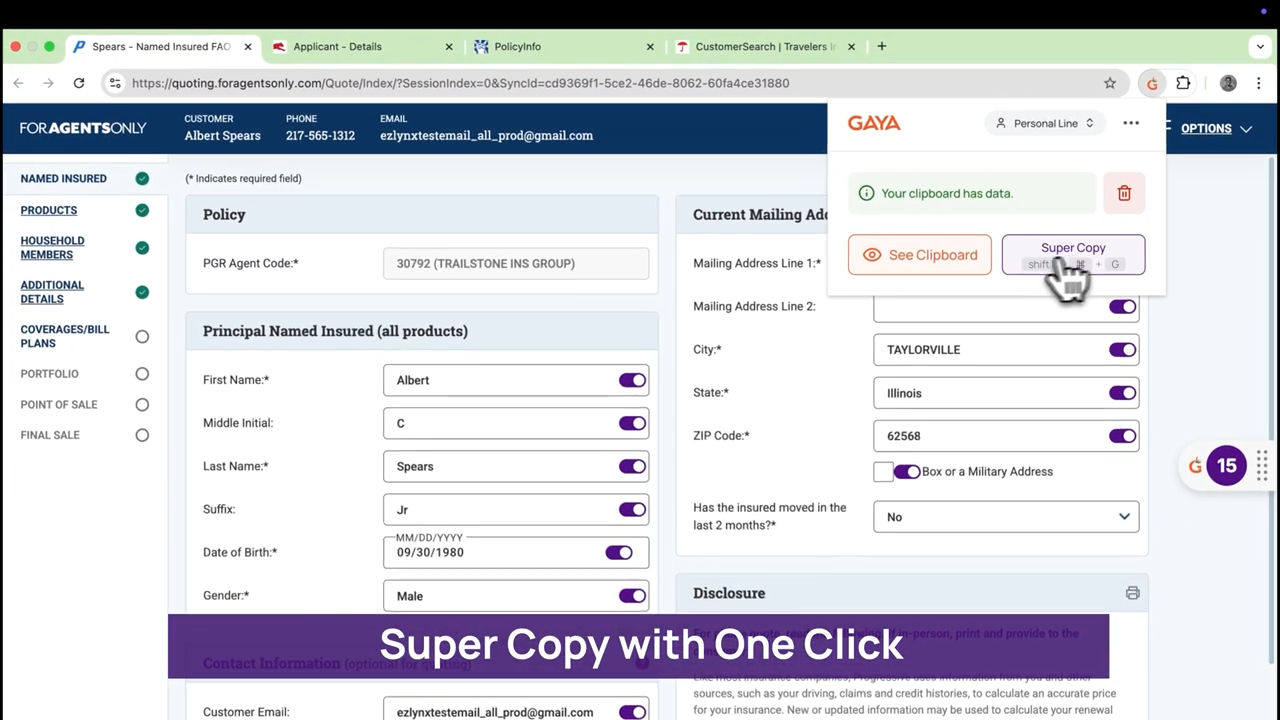 Spears - Named Insured FAO
Applicant - Details
PolicyInfo
CustomerSearch | Travelers
https://quoting.foragentsonly.com/Quote/Index/?SessionIndex=0&SyncId=cd9369f1-5ce2-46de-8062-60fa4ce31880
FORAGENTSONLY
CUSTOMER
Albert Spears
PHONE
217-565-1312
EMAIL
ezlynxtestemail_all_prod@gmail.com
OPTIONS
GAYA
Personal Line
Your clipboard has data.
See Clipboard
Super Copy
shift
⌘ + G
NAMED INSURED
PRODUCTS
HOUSEHOLD
MEMBERS
ADDITIONAL
DETAILS
COVERAGES/BILL
PLANS
PORTFOLIO
POINT OF SALE
FINAL SALE
(* Indicates required field)
Policy
PGR Agent Code:*
30792 (TRAILSTONE INS GROUP)
Principal Named Insured (all products)
First Name:*
Albert
Middle Initial:
C
Last Name:*
Spears
Suffix:
Jr
Date of Birth:*
MM/DD/YYYY
09/30/1980
Gender:*
Male
Contact Information (optional for quoting)
Customer Email:
ezlynxtestemail_all_prod@gmail.com
Current Mailing
Mailing Address Line 1:*
Mailing Address Line 2:
City:*
TAYLORVILLE
State:*
Illinois
ZIP Code:*
62568
Box or a Military Address
Has the insured moved in the
last 2 months?*
No
Disclosure
in-person, print and provide to the
Like most insurance companies, Progressive uses information from you and other
sources, such as your driving, claims and credit histories, to calculate an accurate price
for your insurance. New or updated information may be used to calculate your renewal
15
Super Copy with One Click